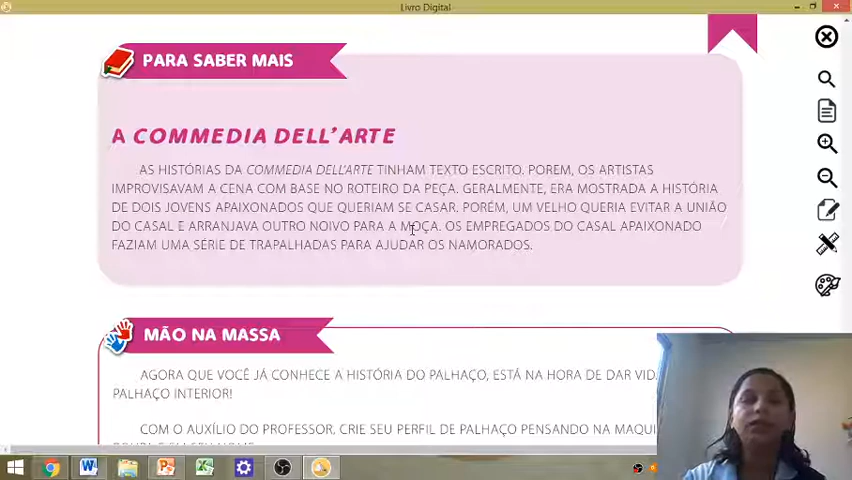 Livro Digital
PARA SABER MAIS
A COMMEDIA DELL'ARTE
AS HISTÓRIAS DA COMMEDIA DELL'ARTE TINHAM TEXTO ESCRITO. POREM, OS ARTISTAS
IMPROVISAVAM A CENA COM BASE NO ROTEIRO DA PEÇA. GERALMENTE, ERA MOSTRADA A HISTÓRIA
DE DOIS JOVENS APAIXONADOS QUE QUERIAM SE CASAR. PORÉM, UM VELHO QUERIA EVITAR A UNIÃO
DO CASAL E ARRANJAVA OUTRO NOIVO PARA A MOÇA. OS EMPREGADOS DO CASAL APAIXONADO
FAZIAM UMA SÉRIE DE TRAPALHADAS PARA AJUDAR OS NAMORADOS.
MÃO NA MASSA
AGORA QUE VOCÊ JÁ CONHECE A HISTÓRIA DO PALHAÇO, ESTÁ NA HORA DE DAR VID
PALHAÇO INTERIOR!
COM O AUXÍLIO DO PROFESSOR, CRIE SEU PERFIL DE PALHAÇO PENSANDO NA MAQUI